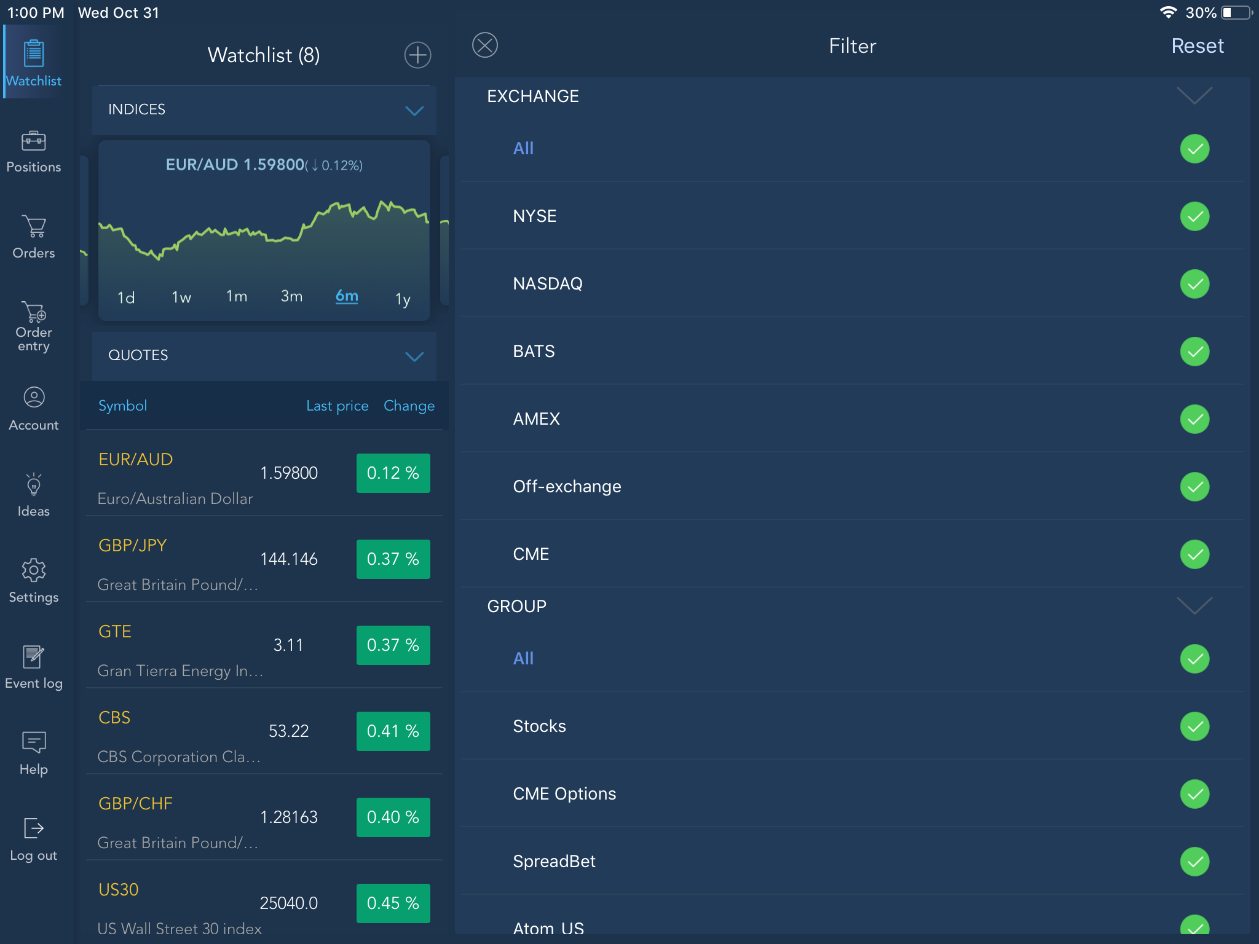 1:00 PM Wed Oct 31
30%
Watchlist
Positions
Orders
Order
entry
Account
Ideas
Settings
Event log
Help
Log out
Watchlist (8)
INDICES
EUR/AUD 1.59800(↓0.12%)
1d 1w 1m 3m 6m 1y
QUOTES
Symbol Last price Change
EUR/AUD
1.59800 0.12 %
Euro/Australian Dollar
GBP/JPY
144.146 0.37 %
Great Britain Pound/...
GTE
3.11 0.37 %
Gran Tierra Energy In...
CBS
53.22 0.41 %
CBS Corporation Cla...
GBP/CHF
1.28163 0.40 %
Great Britain Pound/...
US30
25040.0 0.45 %
US Wall Street 30 index
Filter
Reset
EXCHANGE
All
NYSE
NASDAQ
BATS
AMEX
Off-exchange
CME
GROUP
All
Stocks
CME Options
SpreadBet
Atom_US